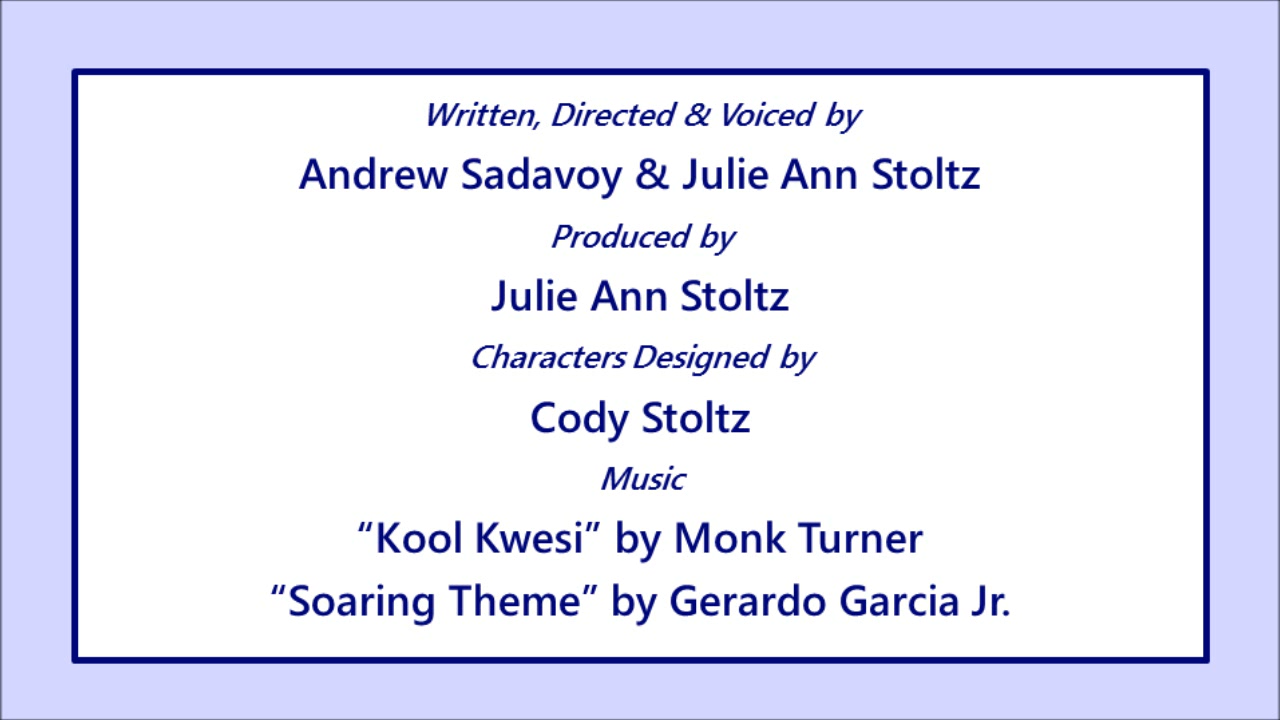 Written, Directed & Voiced by
Andrew Sadavoy & Julie Ann Stoltz
Produced by
Julie Ann Stoltz
Characters Designed by
Cody Stoltz
Music
“Kool Kwesi” by Monk Turner
“Soaring Theme” by Gerardo Garcia Jr.